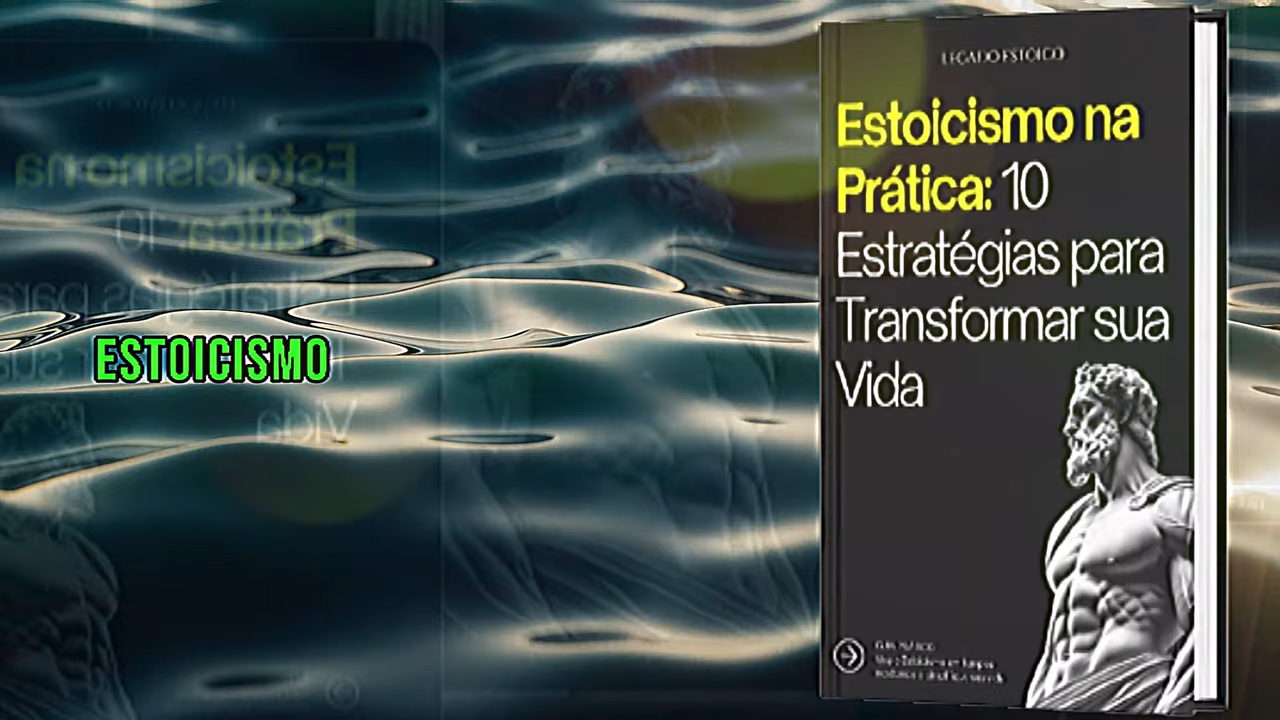 LEGADO ESTOICO
Estoicismo na
Prática: 10
Estratégias para
Transformar sua
Vida
ESTOICISMO